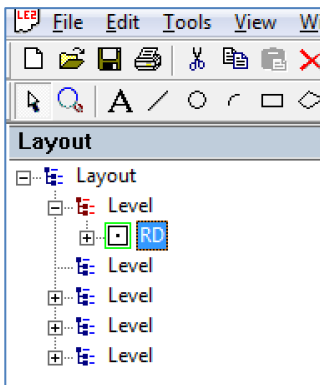 LE2 File Edit Tools View W
A
Layout
Layout
Level
RD
Level
Level
Level
Level